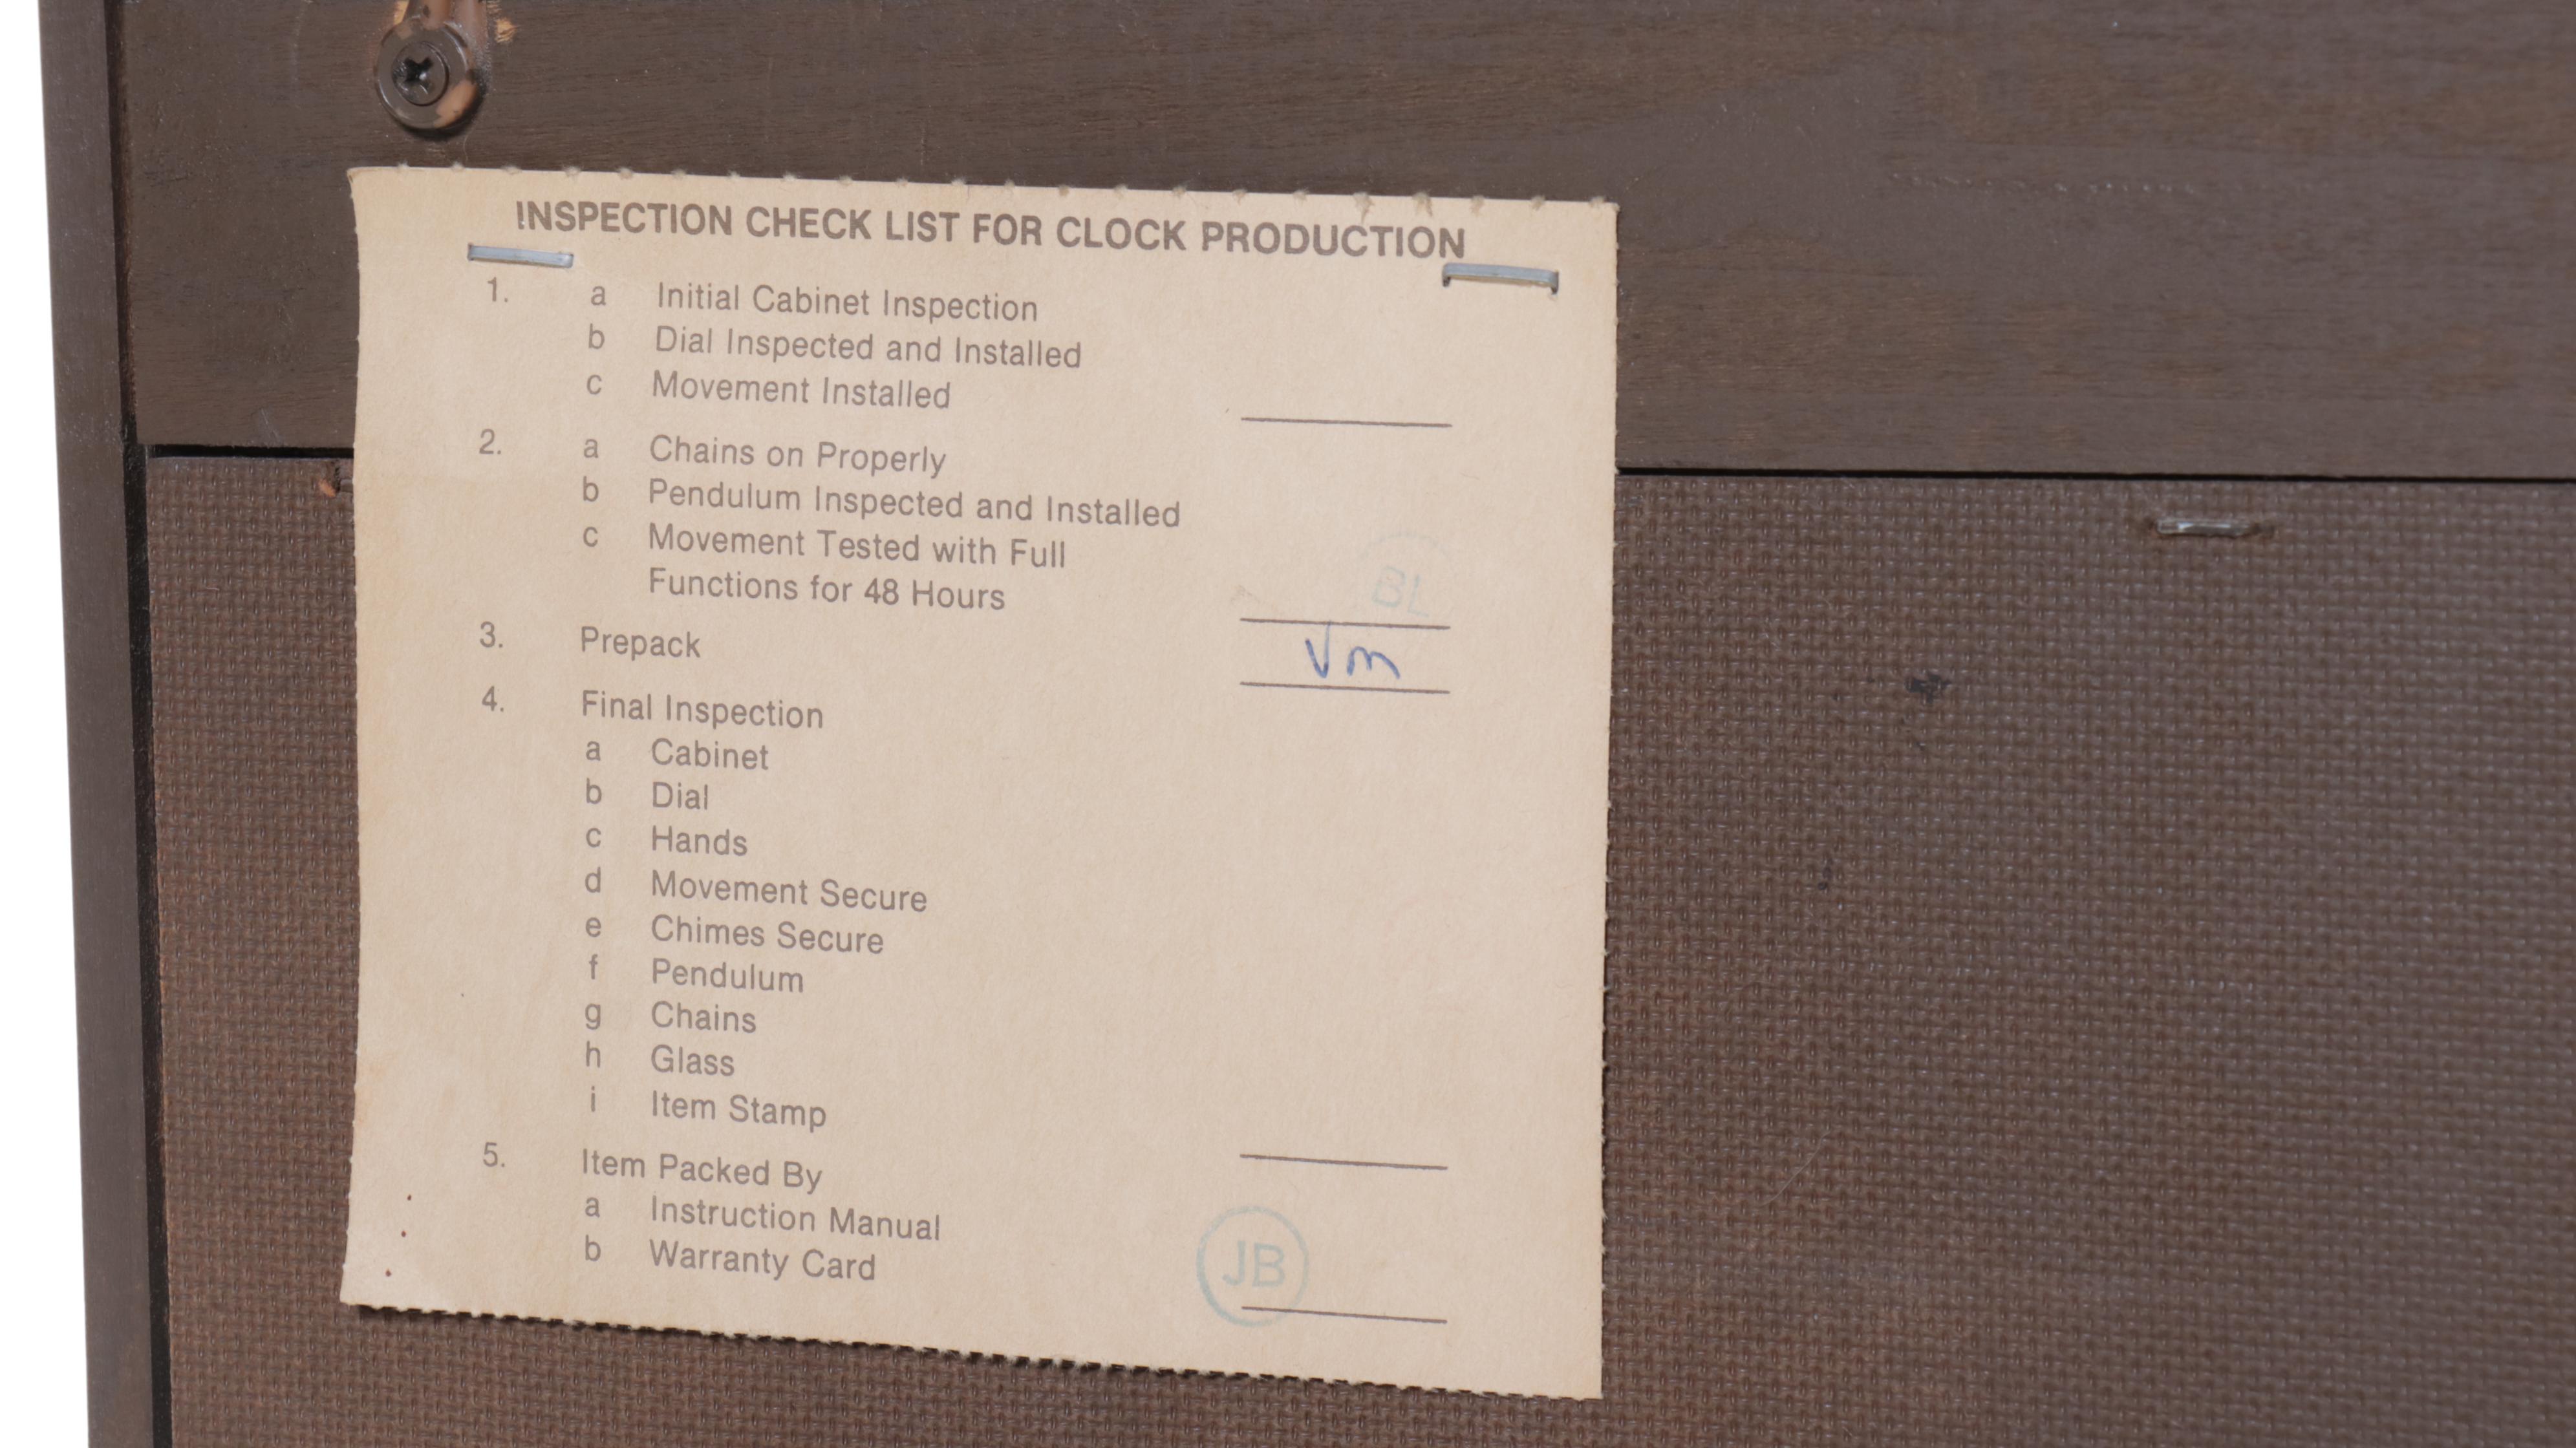 INSPECTION CHECK LIST FOR CLOCK PRODUCTION
1. a Initial Cabinet Inspection
b Dial Inspected and Installed
c Movement Installed
2. a Chains on Properly
b Pendulum Inspected and Installed
c Movement Tested with Full
Functions for 48 Hours
BL
3. Prepack
4. Final Inspection
a Cabinet
b Dial
c Hands
d Movement Secure
e Chimes Secure
f Pendulum
g Chains
h Glass
i Item Stamp
5. Item Packed By
a Instruction Manual
b Warranty Card
JB